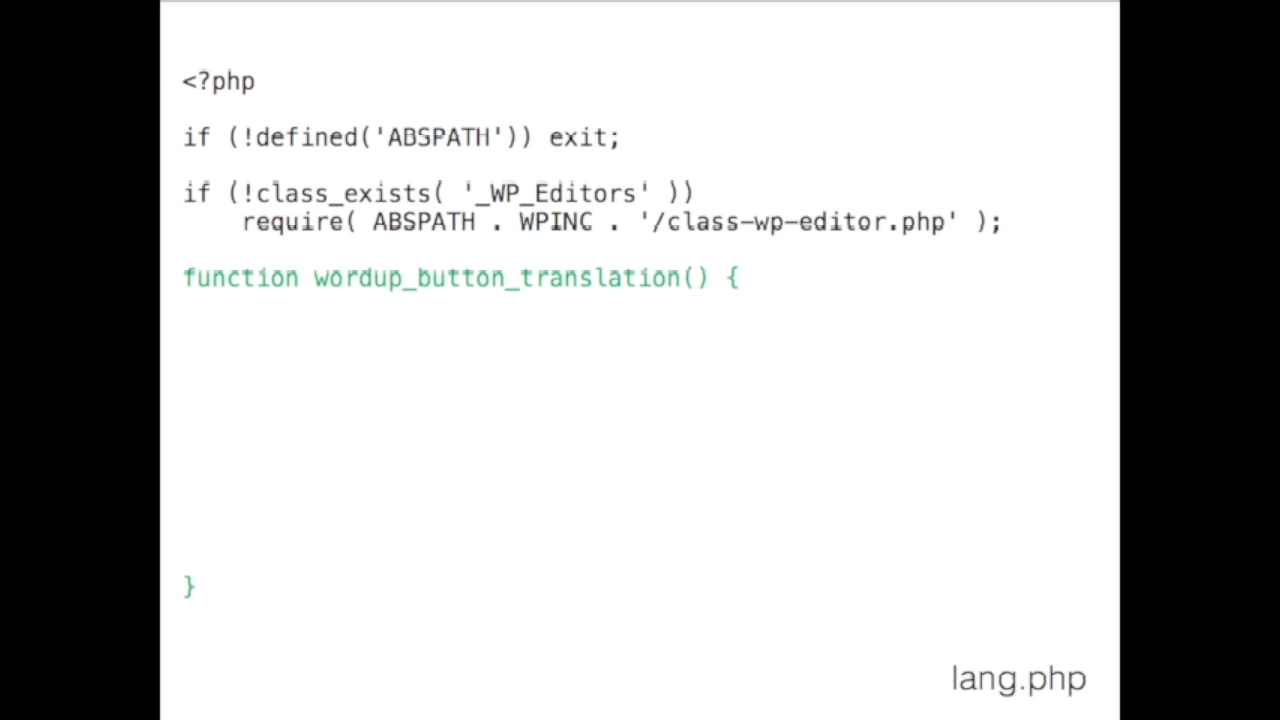 <?php
if (!defined('ABSPATH')) exit;
if (!class_exists( '_WP_Editors' ))
    require( ABSPATH . WPINC . '/class-wp-editor.php' );
function wordup_button_translation() {
}
lang.php